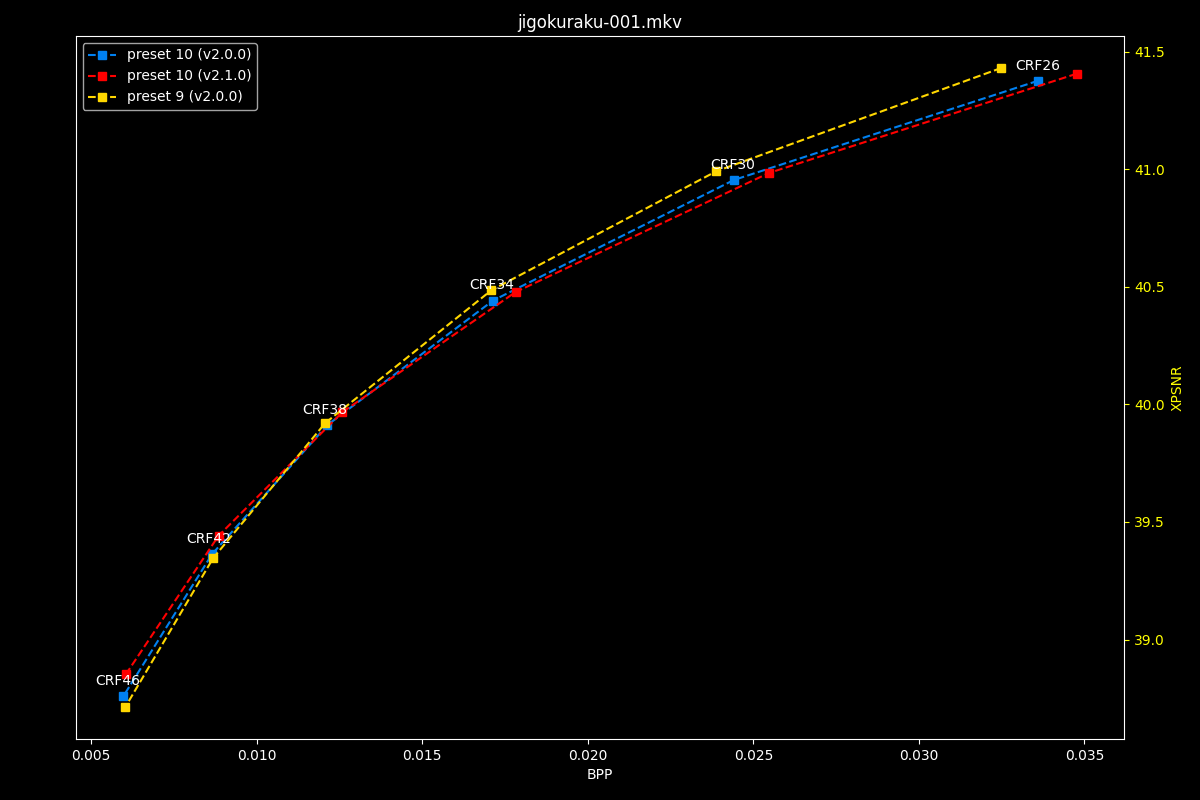 jigokuraku-001.mkv
preset 10 (v2.0.0)
preset 10 (v2.1.0)
preset 9 (v2.0.0)
41.5
CRF26
41.0
CRF30
40.5
CRF34
40.0
CRF38
XPSNR
39.5
CRF42
39.0
CRF46
0.005 0.010 0.015 0.020 0.025 0.030 0.035
BPP